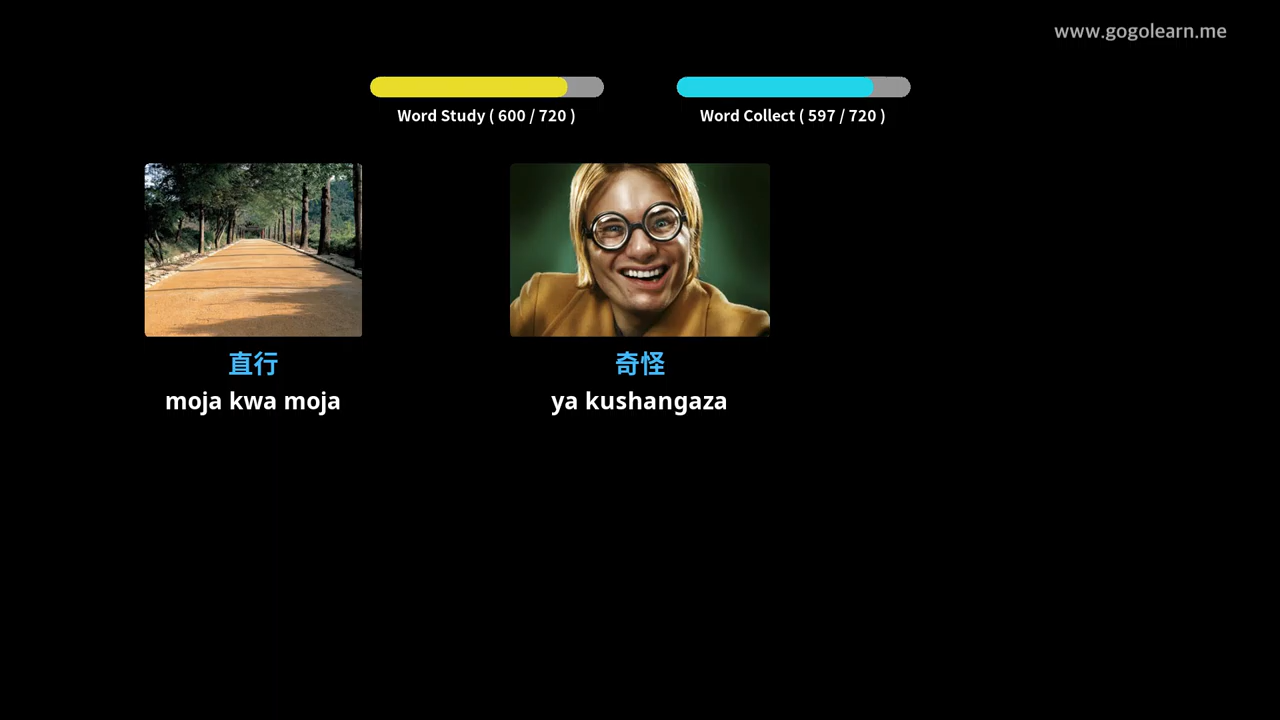 www.gogolearn.me
Word Study ( 600 / 720 )
Word Collect ( 597 / 720 )
直行
moja kwa moja
奇怪
ya kushangaza